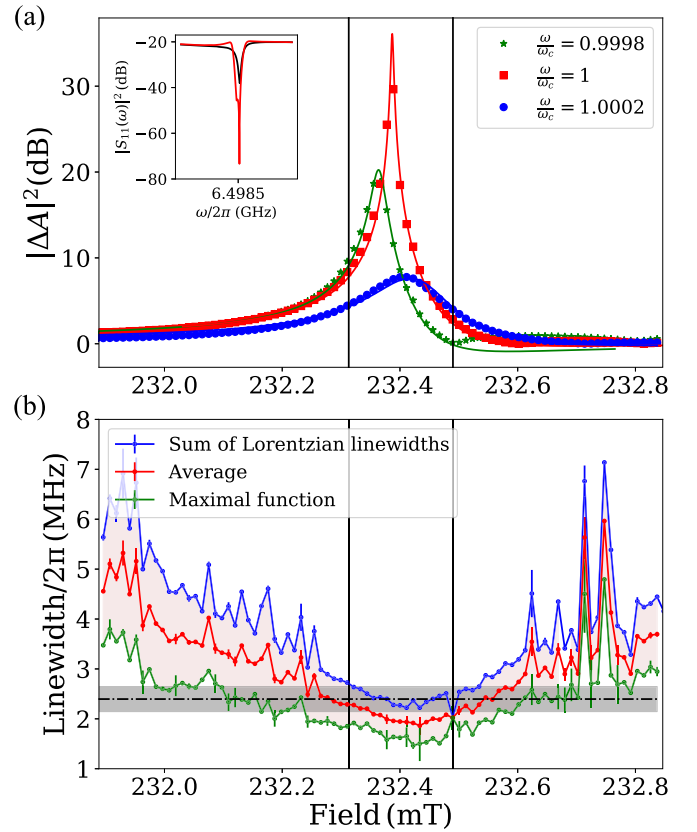 (a)
|ΔA|² (dB)
30
20
10
0
−20
−40
−60
−80
|S₁₁(ω)|² (dB)
6.4985
ω/2π (GHz)
ω/ω_c = 0.9998
ω/ω_c = 1
ω/ω_c = 1.0002
232.0 232.2 232.4 232.6 232.8
(b)
Linewidth/2π (MHz)
8
7
6
5
4
3
2
1
Sum of Lorentzian linewidths
Average
Maximal function
232.0 232.2 232.4 232.6 232.8
Field (mT)